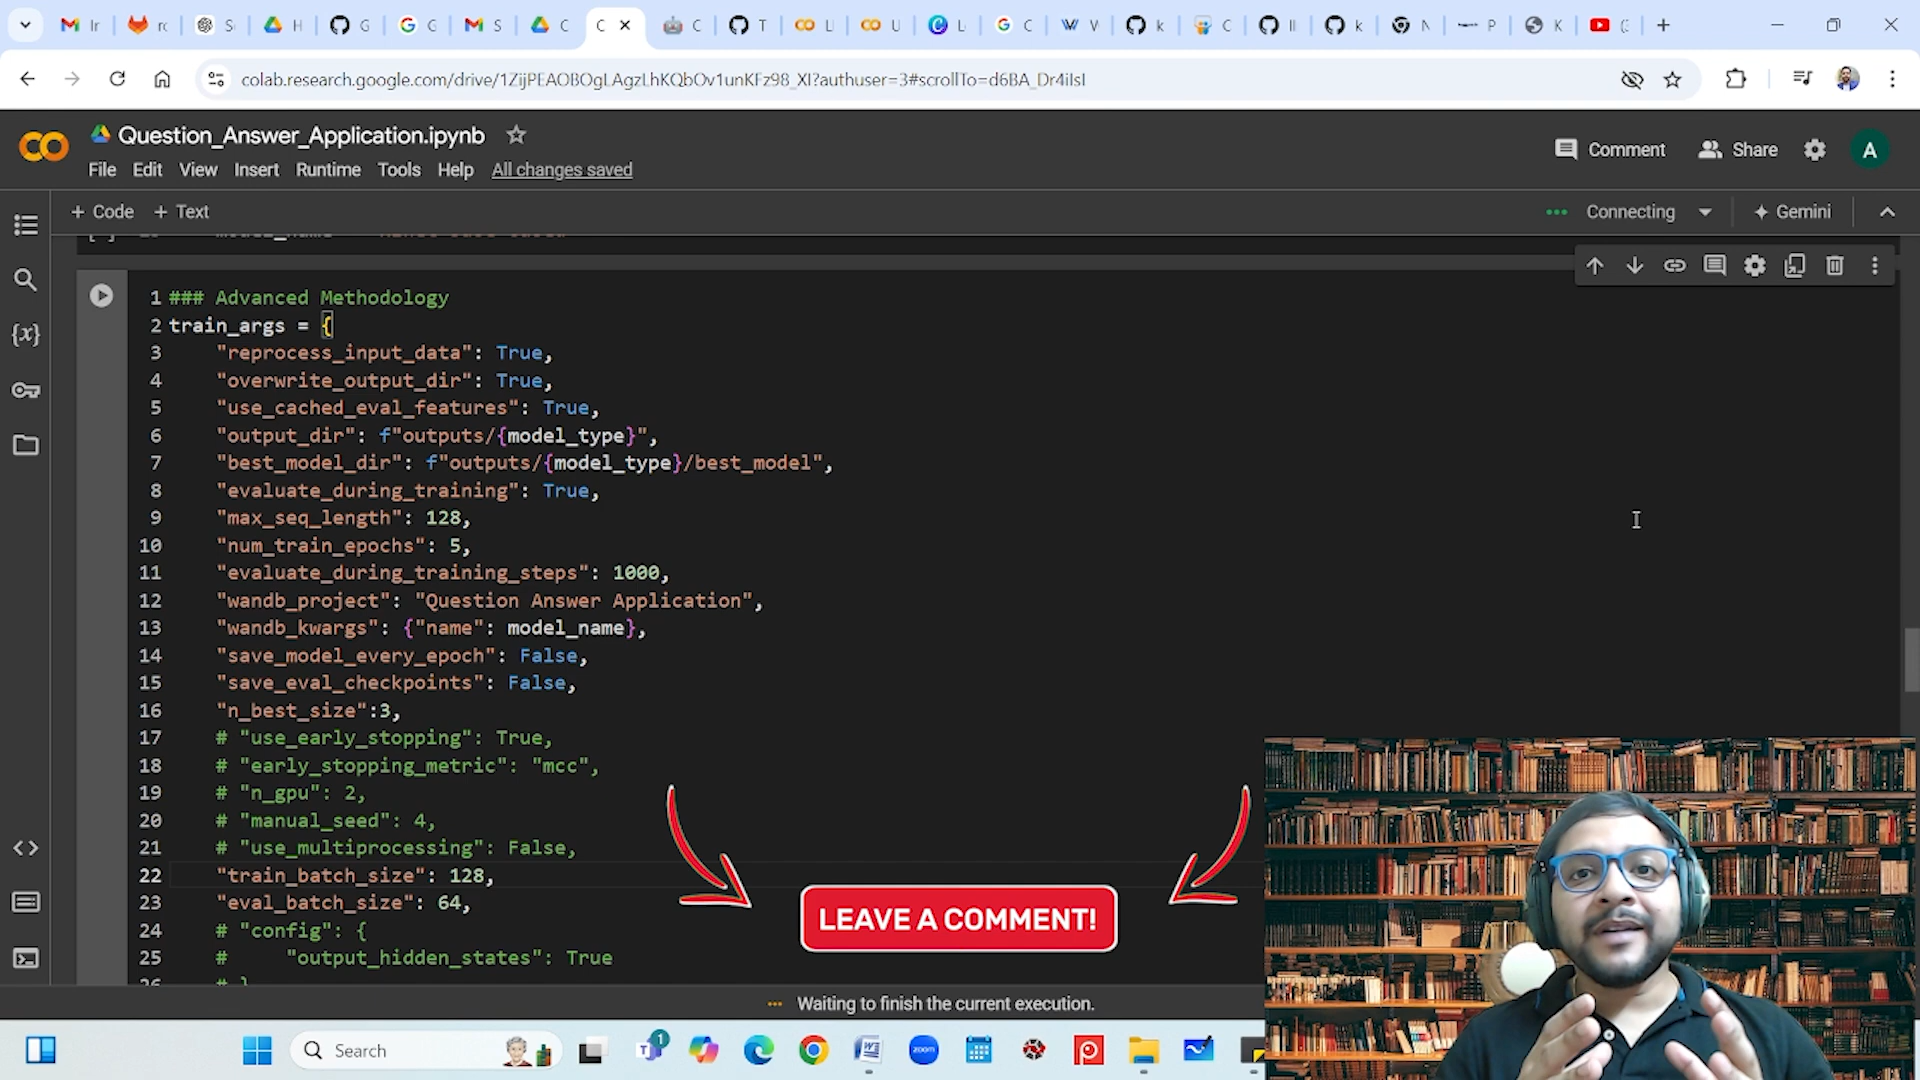 colab.research.google.com/drive/1ZijPEAOBOgLAgzLhKQbOv1unKFz98_XI?authuser=3#scrollTo=d6BA_Dr4iIsI
Question_Answer_Application.ipynb
Comment
Share
A
File Edit View Insert Runtime Tools Help All changes saved
+ Code + Text
Connecting
Gemini
1 ### Advanced Methodology
2 train_args = {
3 "reprocess_input_data": True,
4 "overwrite_output_dir": True,
5 "use_cached_eval_features": True,
6 "output_dir": f"outputs/{model_type}",
7 "best_model_dir": f"outputs/{model_type}/best_model",
8 "evaluate_during_training": True,
9 "max_seq_length": 128,
10 "num_train_epochs": 5,
11 "evaluate_during_training_steps": 1000,
12 "wandb_project": "Question Answer Application",
13 "wandb_kwargs": {"name": model_name},
14 "save_model_every_epoch": False,
15 "save_eval_checkpoints": False,
16 "n_best_size":3,
17 # "use_early_stopping": True,
18 # "early_stopping_metric": "mcc",
19 # "n_gpu": 2,
20 # "manual_seed": 4,
21 # "use_multiprocessing": False,
22 "train_batch_size": 128,
23 "eval_batch_size": 64,
24 # "config": {
25 # "output_hidden_states": True
26 # }
LEAVE A COMMENT!
Waiting to finish the current execution.
Search
zoom